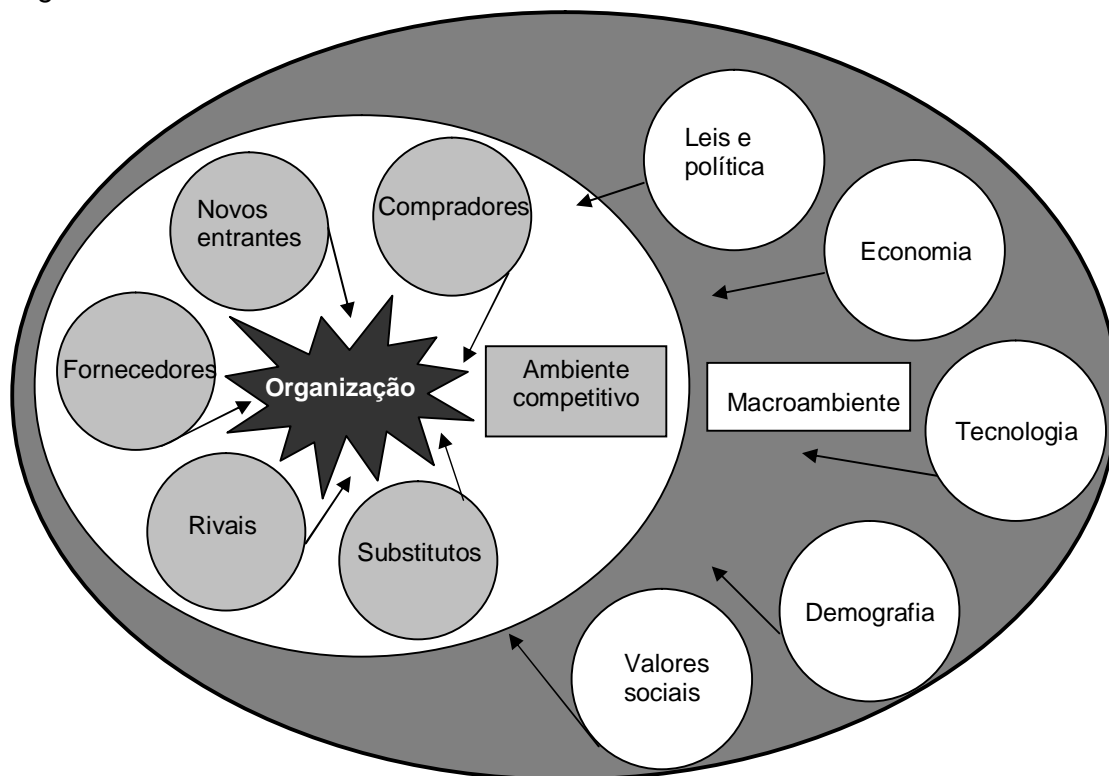 Leis e
política
Novos
entrantes
Compradores
Economia
Fornecedores
Organização
Ambiente
competitivo
Macroambiente
Tecnologia
Rivais
Substitutos
Demografia
Valores
sociais